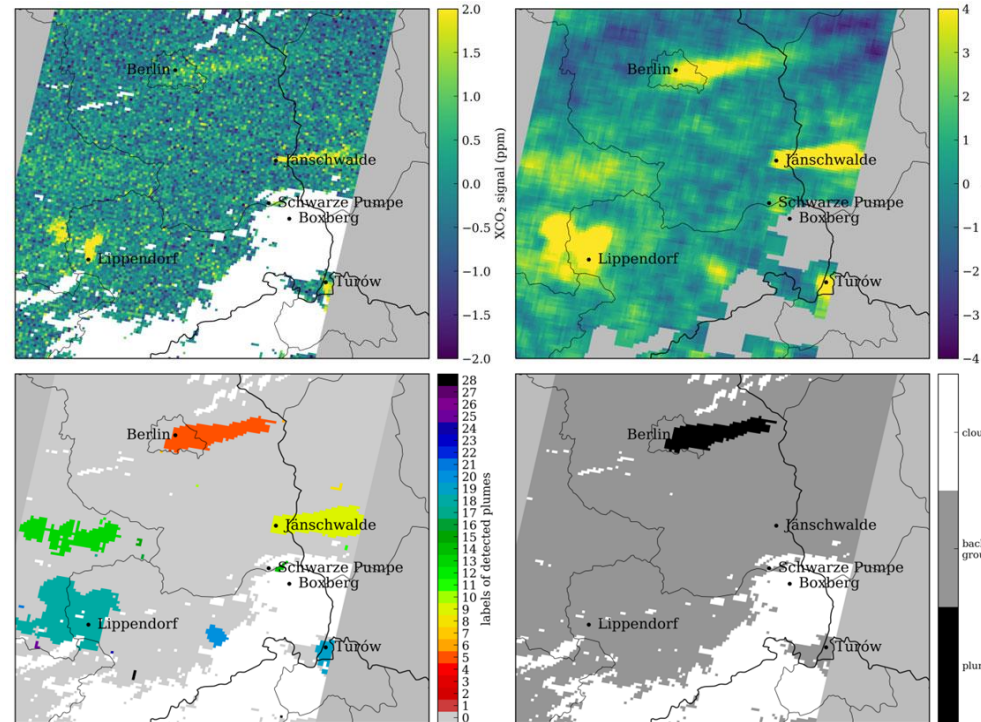 Berlin
Jänschwalde
Schwarze Pumpe
Boxberg
Lippendorf
Turów
2.0
1.5
1.0
0.5
0.0
−0.5
−1.0
−1.5
−2.0
XCO₂ signal (ppm)
Berlin
Jänschwalde
Schwarze Pumpe
Boxberg
Lippendorf
Turów
4
3
2
1
0
−1
−2
−3
−4
Berlin
Jänschwalde
Schwarze Pumpe
Boxberg
Lippendorf
Turów
28
27
26
25
24
23
22
21
20
19
18
17
16
15
14
13
12
11
10
9
8
7
6
5
4
3
2
1
0
labels of detected plumes
Berlin
Jänschwalde
Schwarze Pumpe
Boxberg
Lippendorf
Turów
clou
back
grou
plu